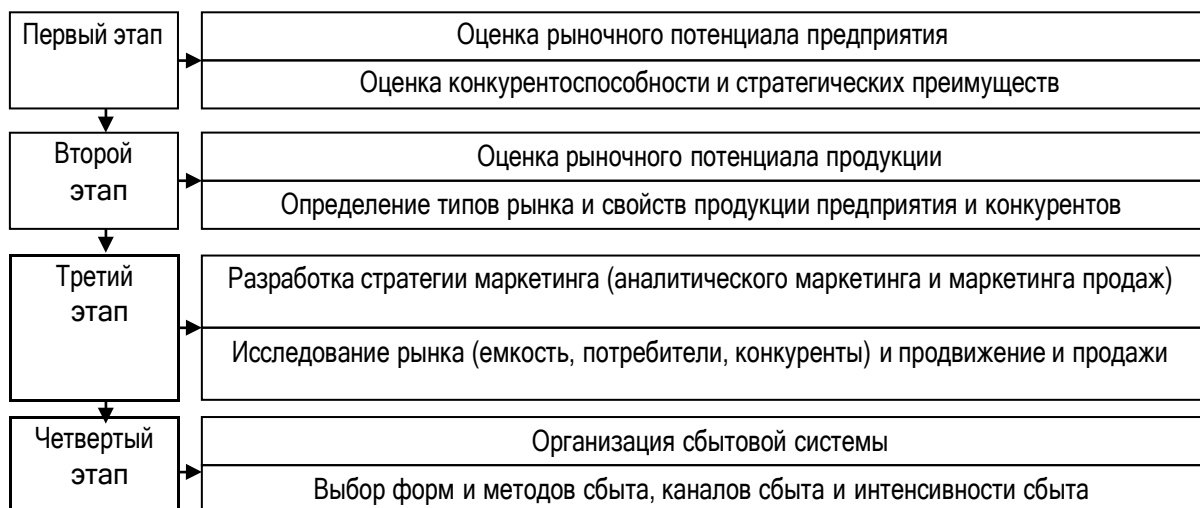 Первый этап
Оценка рыночного потенциала предприятия
Оценка конкурентоспособности и стратегических преимуществ
Второй
этап
Оценка рыночного потенциала продукции
Определение типов рынка и свойств продукции предприятия и конкурентов
Третий
этап
Разработка стратегии маркетинга (аналитического маркетинга и маркетинга продаж)
Исследование рынка (емкость, потребители, конкуренты) и продвижение и продажи
Четвертый
этап
Организация сбытовой системы
Выбор форм и методов сбыта, каналов сбыта и интенсивности сбыта